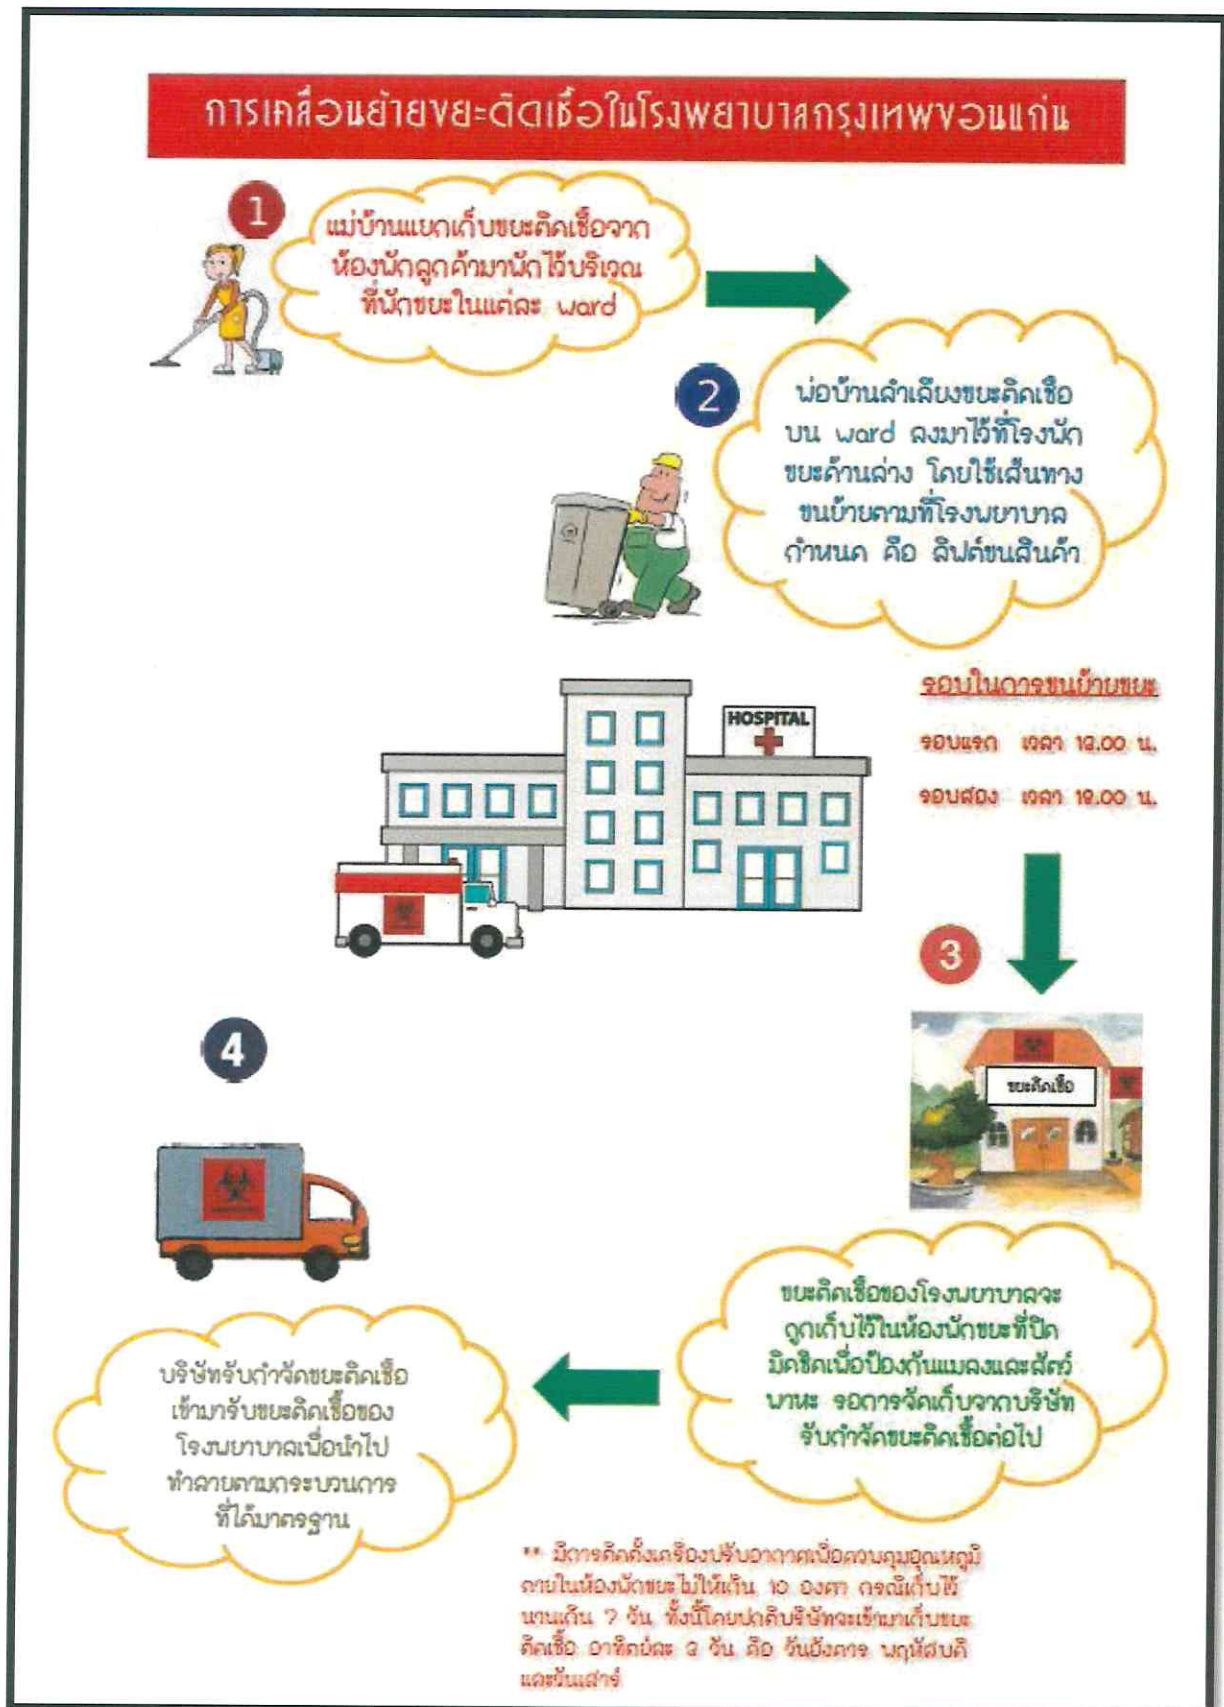 การเคลื่อนย้ายขยะติดเชื้อในโรงพยาบาลกรุงเทพขอนแก่น
1
แม่บ้านแยกเก็บขยะติดเชื้อจาก
ห้องพักลูกค้ามาพักไว้บริเวณ
ที่พักขยะในแต่ละ ward
2
พ่อบ้านลำเลียงขยะติดเชื้อ
บน ward ลงมาไว้ที่โรงพัก
ขยะด้านล่าง โดยใช้เส้นทาง
ขนย้ายตามที่โรงพยาบาล
กำหนด คือ ลิฟต์ขนสินค้า
รอบในการขนย้ายขยะ
รอบแรก เวลา น.
รอบสอง เวลา 19.00 น.
HOSPITAL
3
ขยะติดเชื้อ
4
ขยะติดเชื้อของโรงพยาบาลจะ
ถูกเก็บไว้ในห้องพักขยะที่ปิด
มิดชิดเพื่อป้องกันแมลงและสัตว์
พาหะ รอการจัดเก็บจากบริษัท
รับกำจัดขยะติดเชื้อต่อไป
บริษัทรับกำจัดขยะติดเชื้อ
เข้ามารับขยะติดเชื้อของ
โรงพยาบาลเพื่อนำไป
ทำลายตามกระบวนการ
ที่ได้มาตรฐาน
** มีการติดตั้งเครื่องปรับอากาศเพื่อควบคุมอุณหภูมิ
ภายในห้องพักขยะไม่ให้เกิน 10 องศา กรณีเก็บไว้
นานเกิน 7 วัน ทั้งนี้โดยปกติบริษัทจะเข้ามาเก็บขยะ
ติดเชื้อ อาทิตย์ละ 3 วัน คือ วันอังคาร พฤหัสบดี
และวันเสาร์